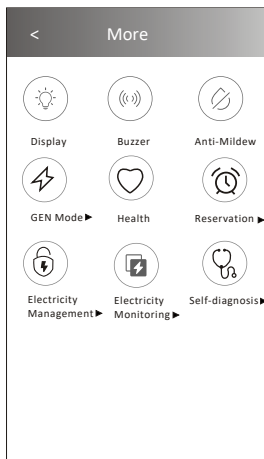 < More
Display Buzzer Anti-Mildew
GEN Mode► Health Reservation►
Electricity Electricity Self-diagnosis►
Management► Monitoring►